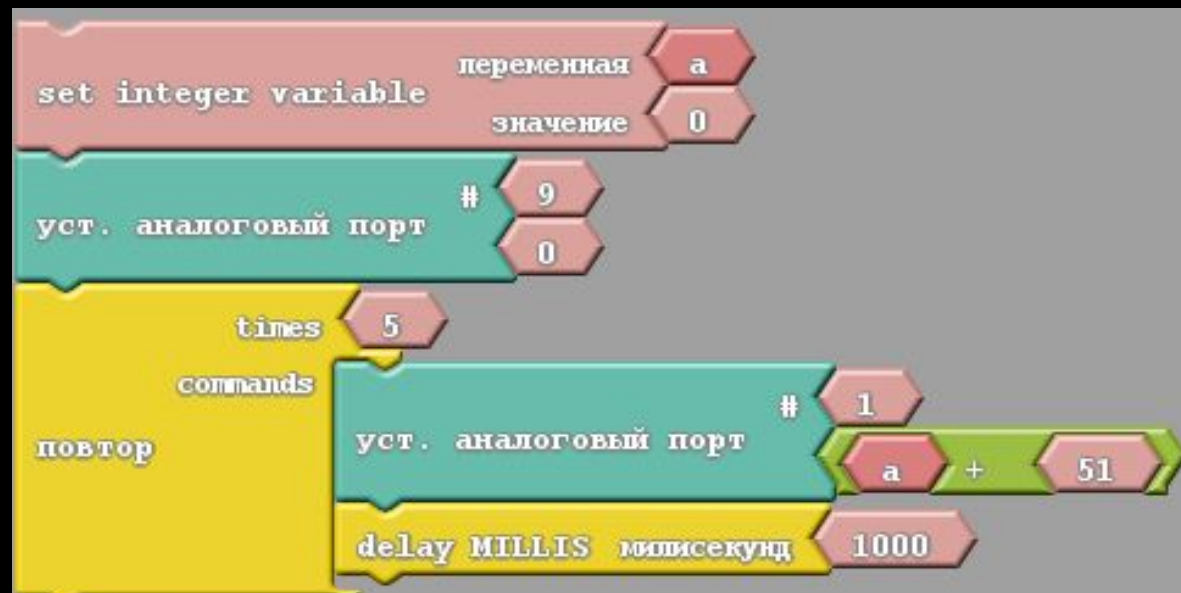 переменная a
set integer variable
значение 0
# 9
уст. аналоговый порт
0
times 5
commands
# 1
уст. аналоговый порт
повтор
a + 51
delay MILLIS милисекунд 1000